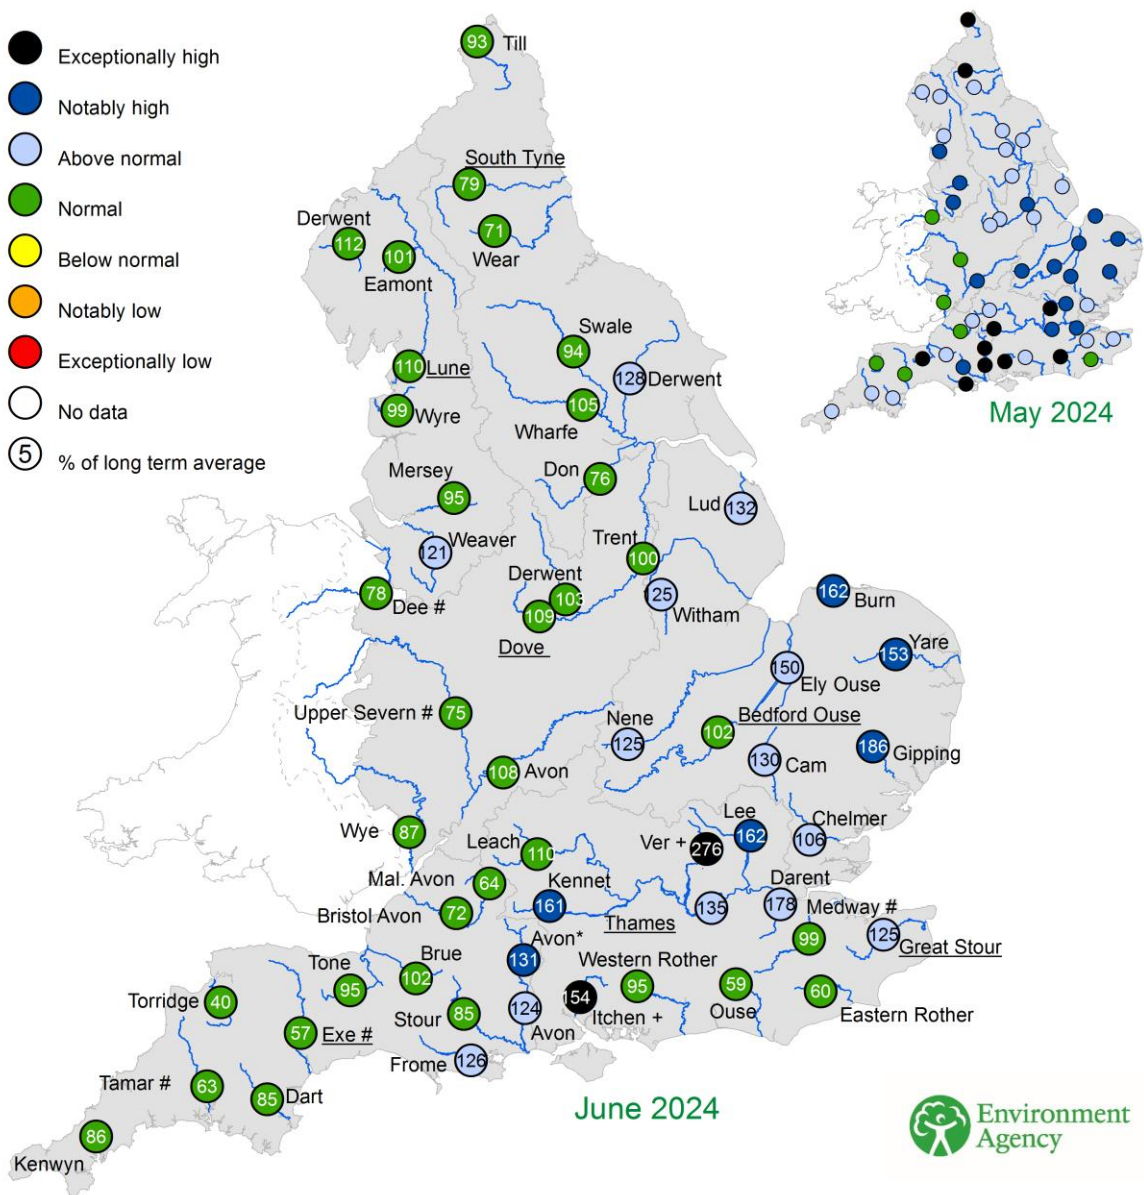 Exceptionally high
Notably high
Above normal
Normal
Below normal
Notably low
Exceptionally low
No data
5 % of long term average
May 2024
93 Till
South Tyne
79
Derwent
112
71
Wear
101
Eamont
Swale
94
110 Lune
128 Derwent
99 Wyre
105
Wharfe
Mersey
95
Don 76
Lud 132
Weaver
121
Trent
100
Derwent
103
78
Dee #
109
Dove
125
Witham
162 Burn
Yare
153
150
Ely Ouse
Upper Severn # 75
Nene
125
Bedford Ouse
102
186 Gipping
108 Avon
130 Cam
Wye 87
Leach 110
Ver + 276
Lee
162
Chelmer
106
Mal. Avon
64
Kennet
161
Bristol Avon 72
Thames
135
Darent
178
Medway #
99
125
Great Stour
Avon*
131
Brue
102
Western Rother
95
Tone
95
Torridge 40
154
Itchen +
59
Ouse
60
Eastern Rother
Stour 85
124
Avon
57 Exe #
Frome 126
Tamar # 63
85 Dart
86
Kenwyn
June 2024
Environment
Agency